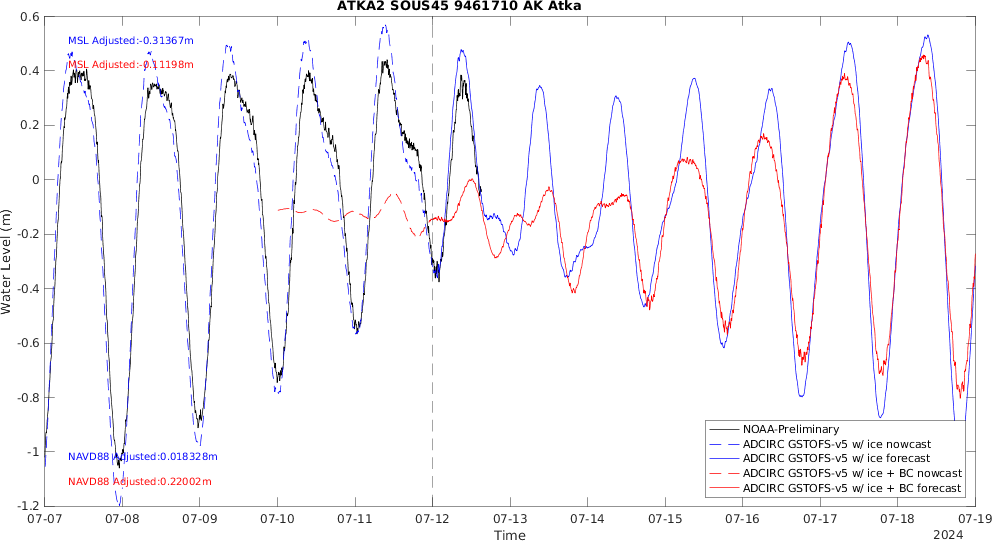 ATKA2 SOUS45 9461710 AK Atka
0.6
MSL Adjusted:-0.31367m
MSL Adjusted:-0.11198m
0.4
0.2
0
-0.2
-0.4
-0.6
-0.8
-1
-1.2
Water Level (m)
NAVD88 Adjusted:0.018328m
NAVD88 Adjusted:0.22002m
NOAA-Preliminary
ADCIRC GSTOFS-v5 w/ ice nowcast
ADCIRC GSTOFS-v5 w/ ice forecast
ADCIRC GSTOFS-v5 w/ ice + BC nowcast
ADCIRC GSTOFS-v5 w/ ice + BC forecast
07-07 07-08 07-09 07-10 07-11 07-12 07-13 07-14 07-15 07-16 07-17 07-18 07-19
Time
2024